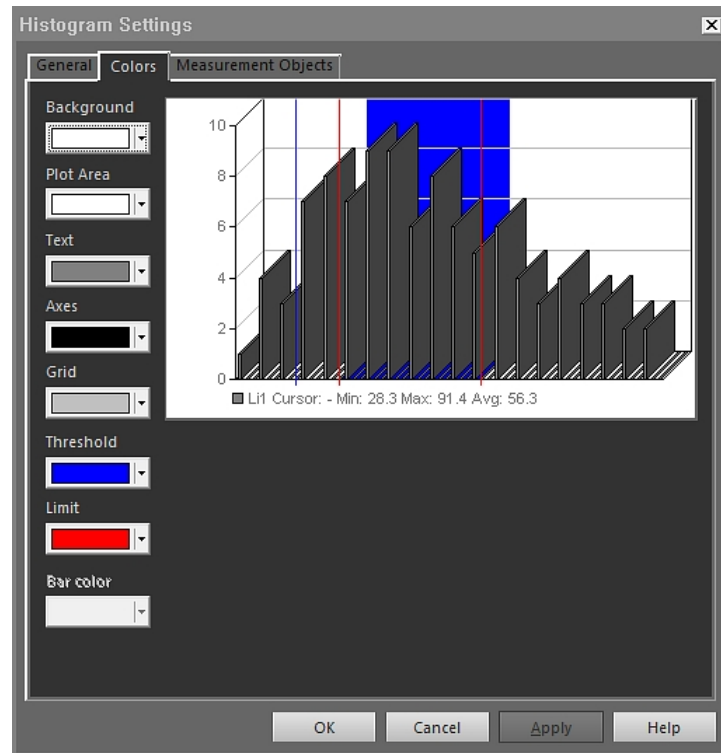 Histogram Settings
General Colors Measurement Objects
Background
Plot Area
Text
Axes
Grid
Threshold
Limit
Bar color
10
8
6
4
2
0
Li1 Cursor: - Min: 28.3 Max: 91.4 Avg: 56.3
OK Cancel Apply Help